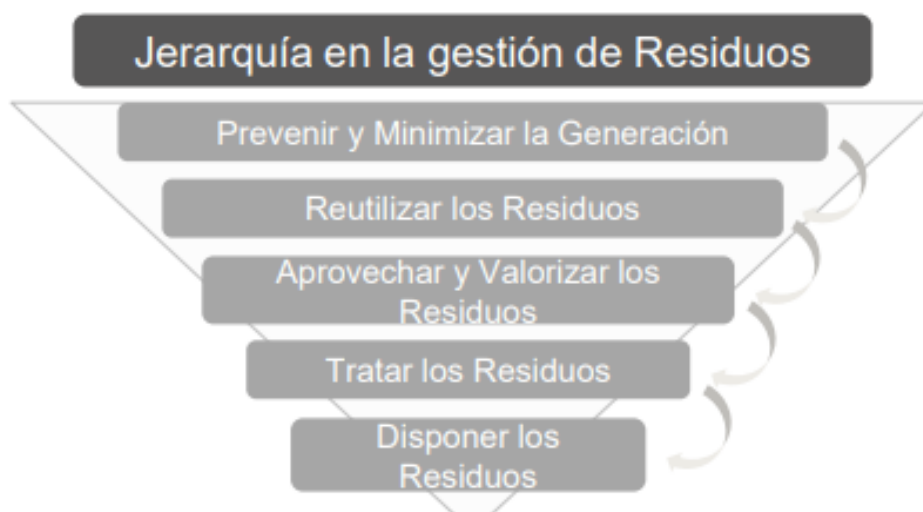 Jerarquía en la gestión de Residuos
Prevenir y Minimizar la Generación
Reutilizar los Residuos
Aprovechar y Valorizar los
Residuos
Tratar los Residuos
Disponer los
Residuos